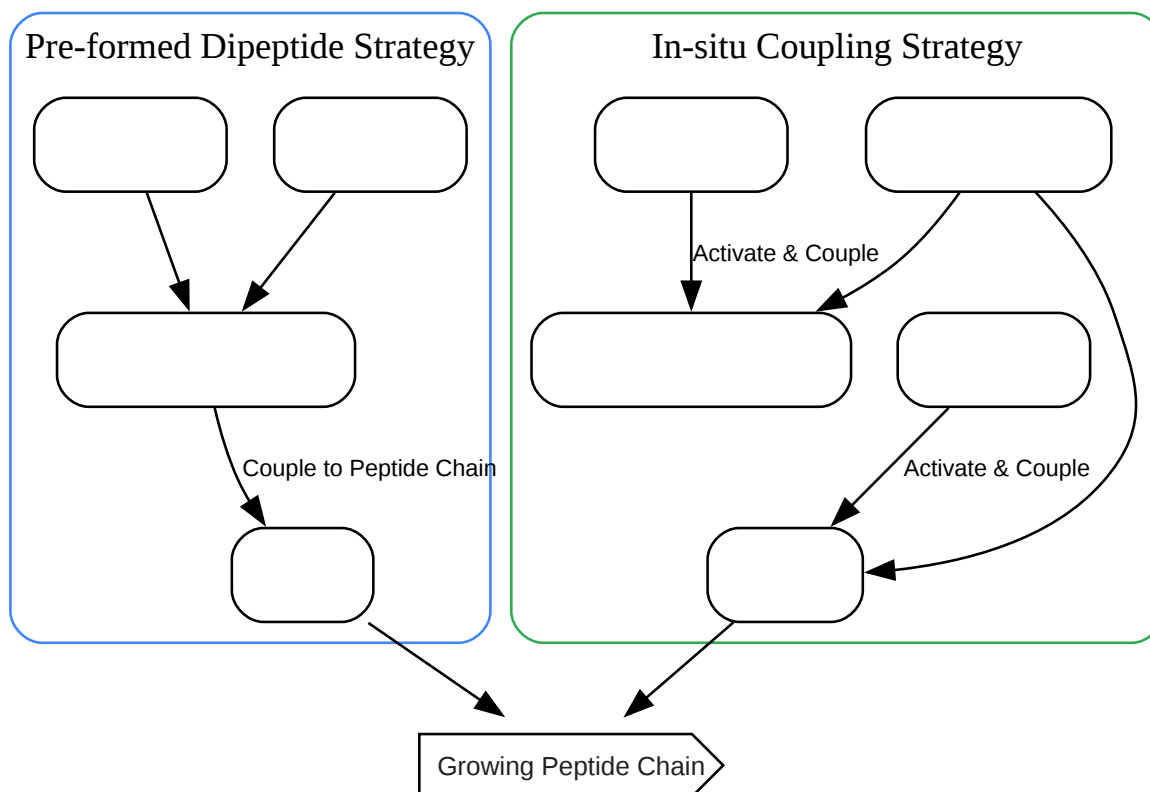 Pre-formed Dipeptide Strategy
In-situ Coupling Strategy
Activate & Couple
Couple to Peptide Chain
Activate & Couple
Growing Peptide Chain